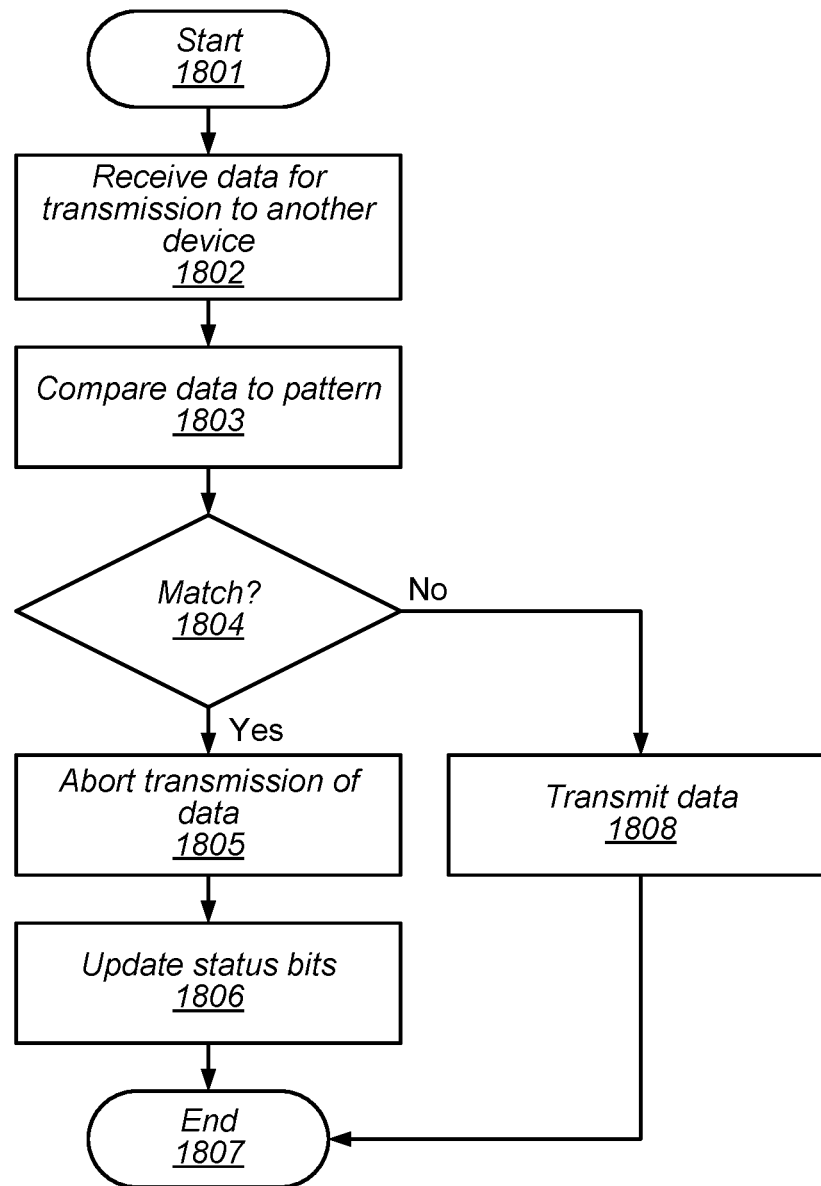 Start
1801
Receive data for
transmission to another
device
1802
Compare data to pattern
1803
Match?
1804
No
Yes
Abort transmission of
data
1805
Transmit data
1808
Update status bits
1806
End
1807